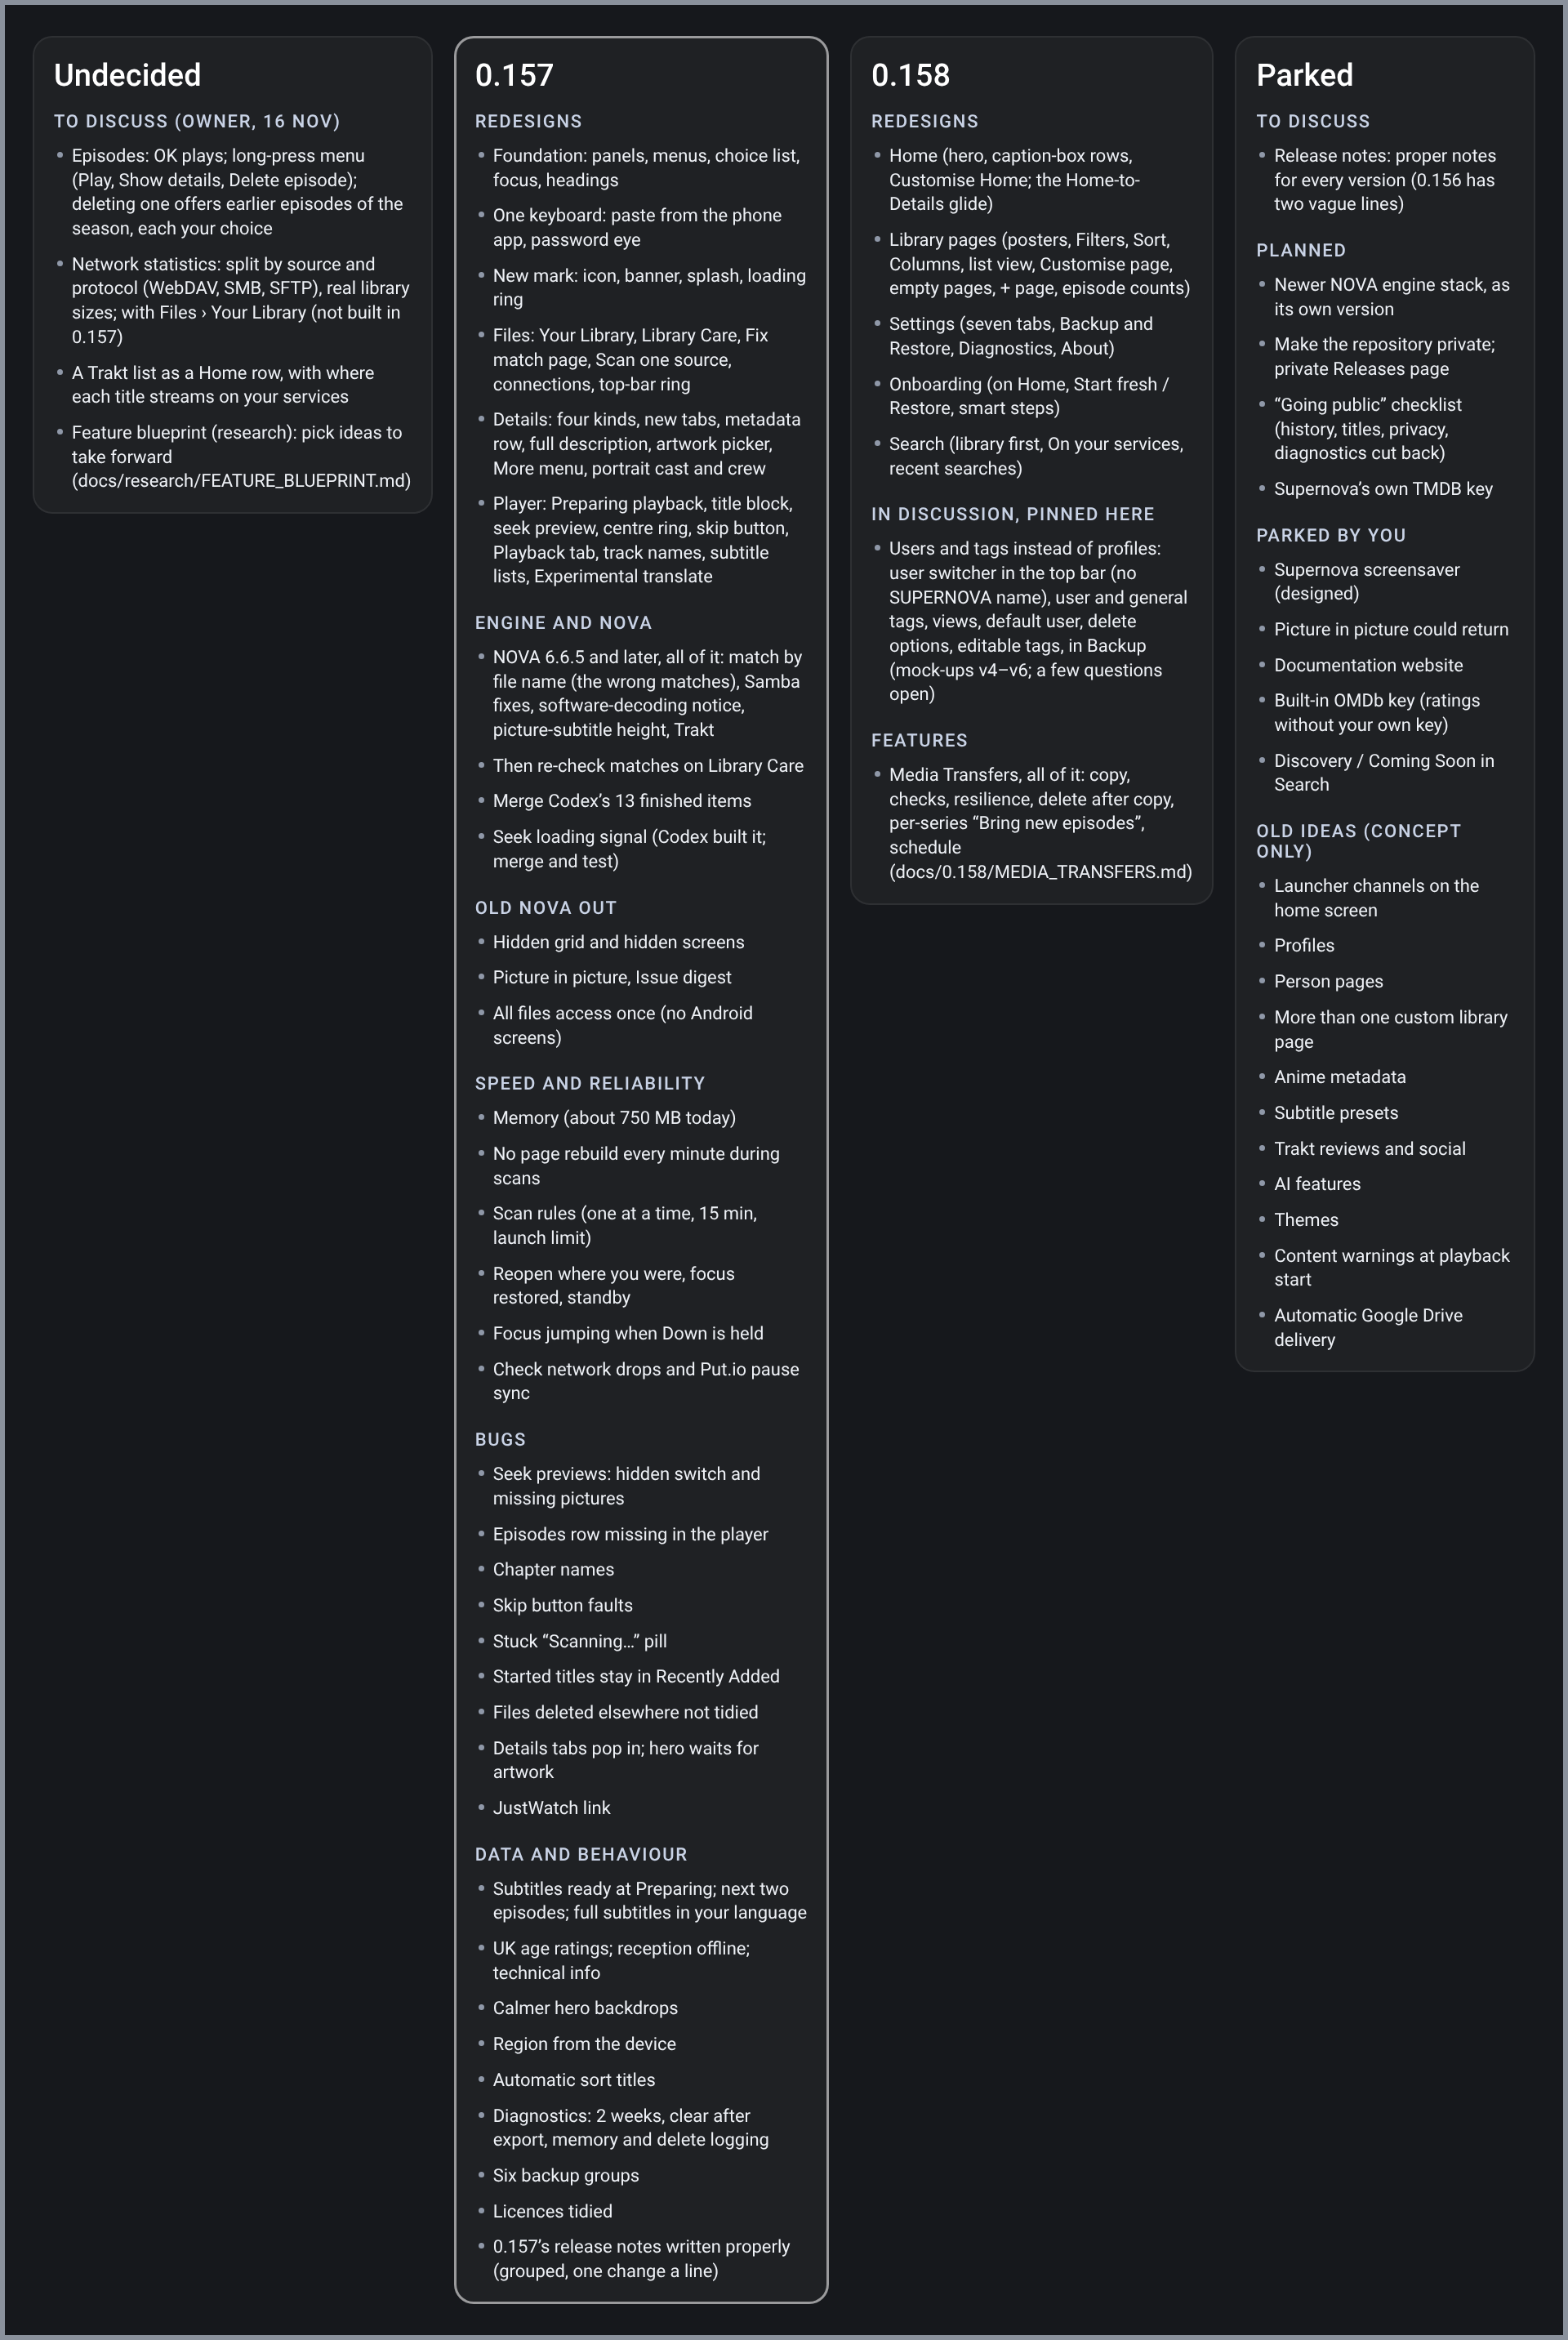 Undecided
TO DISCUSS (OWNER, 16 NOV)
• Episodes: OK plays; long-press menu
(Play, Show details, Delete episode);
deleting one offers earlier episodes of the
season, each your choice
• Network statistics: split by source and
protocol (WebDAV, SMB, SFTP), real library
sizes; with Files › Your Library (not built in
0.157)
• A Trakt list as a Home row, with where
each title streams on your services
• Feature blueprint (research): pick ideas to
take forward
(docs/research/FEATURE_BLUEPRINT.md)
0.157
REDESIGNS
• Foundation: panels, menus, choice list,
focus, headings
• One keyboard: paste from the phone
app, password eye
• New mark: icon, banner, splash, loading
ring
• Files: Your Library, Library Care, Fix
match page, Scan one source,
connections, top-bar ring
• Details: four kinds, new tabs, metadata
row, full description, artwork picker,
More menu, portrait cast and crew
• Player: Preparing playback, title block,
seek preview, centre ring, skip button,
Playback tab, track names, subtitle
lists, Experimental translate
ENGINE AND NOVA
• NOVA 6.6.5 and later, all of it: match by
file name (the wrong matches), Samba
fixes, software-decoding notice,
picture-subtitle height, Trakt
• Then re-check matches on Library Care
• Merge Codex’s 13 finished items
• Seek loading signal (Codex built it;
merge and test)
OLD NOVA OUT
• Hidden grid and hidden screens
• Picture in picture, Issue digest
• All files access once (no Android
screens)
SPEED AND RELIABILITY
• Memory (about 750 MB today)
• No page rebuild every minute during
scans
• Scan rules (one at a time, 15 min,
launch limit)
• Reopen where you were, focus
restored, standby
• Focus jumping when Down is held
• Check network drops and Put.io pause
sync
BUGS
• Seek previews: hidden switch and
missing pictures
• Episodes row missing in the player
• Chapter names
• Skip button faults
• Stuck “Scanning…” pill
• Started titles stay in Recently Added
• Files deleted elsewhere not tidied
• Details tabs pop in; hero waits for
artwork
• JustWatch link
DATA AND BEHAVIOUR
• Subtitles ready at Preparing; next two
episodes; full subtitles in your language
• UK age ratings; reception offline;
technical info
• Calmer hero backdrops
• Region from the device
• Automatic sort titles
• Diagnostics: 2 weeks, clear after
export, memory and delete logging
• Six backup groups
• Licences tidied
• 0.157’s release notes written properly
(grouped, one change a line)
0.158
REDESIGNS
• Home (hero, caption-box rows,
Customise Home; the Home-to-
Details glide)
• Library pages (posters, Filters, Sort,
Columns, list view, Customise page,
empty pages, + page, episode counts)
• Settings (seven tabs, Backup and
Restore, Diagnostics, About)
• Onboarding (on Home, Start fresh /
Restore, smart steps)
• Search (library first, On your services,
recent searches)
IN DISCUSSION, PINNED HERE
• Users and tags instead of profiles:
user switcher in the top bar (no
SUPERNOVA name), user and general
tags, views, default user, delete
options, editable tags, in Backup
(mock-ups v4–v6; a few questions
open)
FEATURES
• Media Transfers, all of it: copy,
checks, resilience, delete after copy,
per-series “Bring new episodes”,
schedule
(docs/0.158/MEDIA_TRANSFERS.md)
Parked
TO DISCUSS
• Release notes: proper notes
for every version (0.156 has
two vague lines)
PLANNED
• Newer NOVA engine stack, as
its own version
• Make the repository private;
private Releases page
• “Going public” checklist
(history, titles, privacy,
diagnostics cut back)
• Supernova’s own TMDB key
PARKED BY YOU
• Supernova screensaver
(designed)
• Picture in picture could return
• Documentation website
• Built-in OMDb key (ratings
without your own key)
• Discovery / Coming Soon in
Search
OLD IDEAS (CONCEPT
ONLY)
• Launcher channels on the
home screen
• Profiles
• Person pages
• More than one custom library
page
• Anime metadata
• Subtitle presets
• Trakt reviews and social
• AI features
• Themes
• Content warnings at playback
start
• Automatic Google Drive
delivery